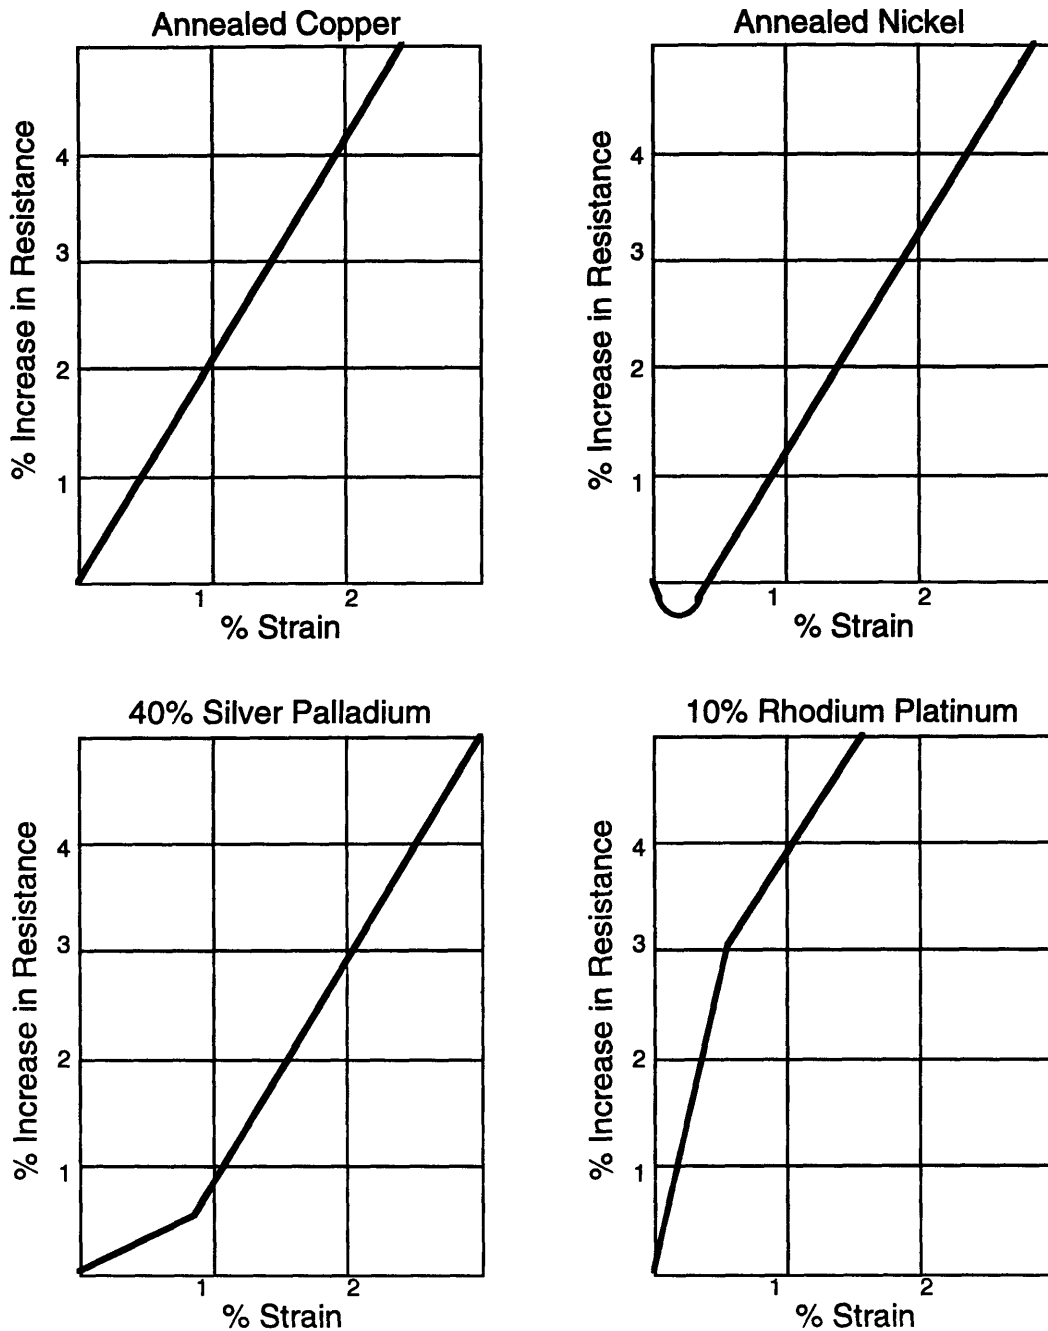 Annealed Copper
% Increase in Resistance
4
3
2
1
1 2
% Strain
Annealed Nickel
% Increase in Resistance
4
3
2
1
1 2
% Strain
40% Silver Palladium
% Increase in Resistance
4
3
2
1
1 2
% Strain
10% Rhodium Platinum
% Increase in Resistance
4
3
2
1
1 2
% Strain